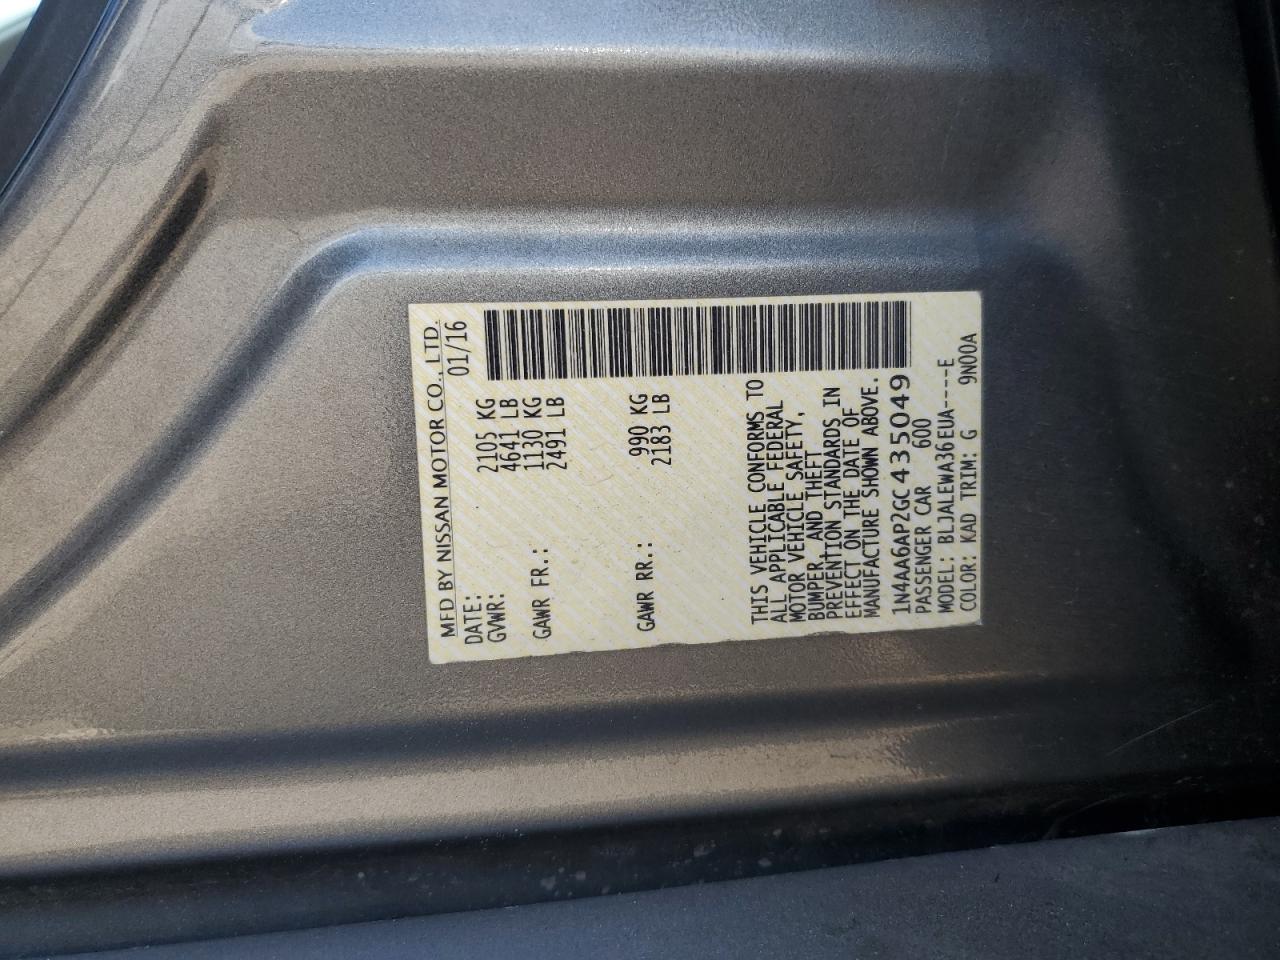 MFD BY NISSAN MOTOR CO., LTD.
DATE: 01/16
GVWR: 2105 KG
4641 LB
GAWR FR.: 1130 KG
2491 LB
GAWR RR.: 990 KG
2183 LB
THIS VEHICLE CONFORMS TO
ALL APPLICABLE FEDERAL
MOTOR VEHICLE SAFETY,
BUMPER, AND THEFT
PREVENTION STANDARDS IN
EFFECT ON THE DATE OF
MANUFACTURE SHOWN ABOVE.
1N4AA6AP2GC435049
PASSENGER CAR 600
MODEL: BLJALEWA36EUA-----E
COLOR: KAD TRIM: G 9N00A